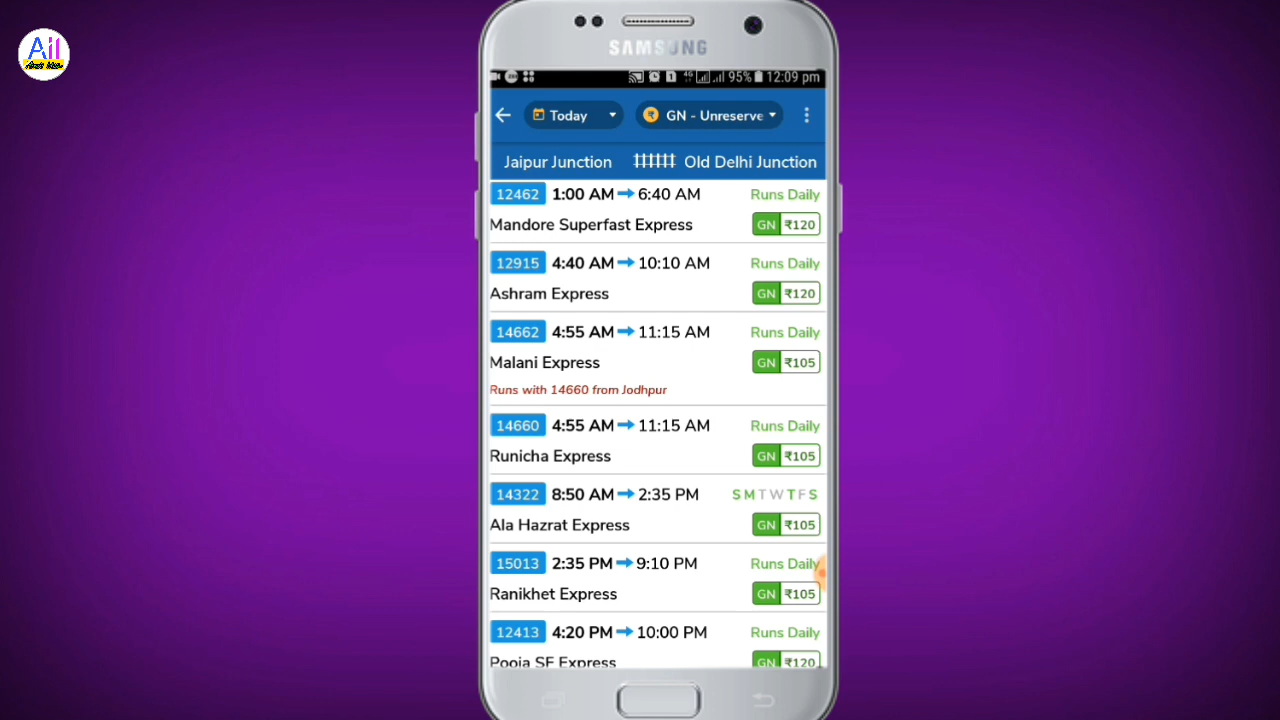 Ail
SAMSUNG
4G 95% 12:09 pm
Today GN - Unreserve
Jaipur Junction Old Delhi Junction
12462 1:00 AM 6:40 AM Runs Daily
Mandore Superfast Express GN ₹120
12915 4:40 AM 10:10 AM Runs Daily
Ashram Express GN ₹120
14662 4:55 AM 11:15 AM Runs Daily
Malani Express GN ₹105
Runs with 14660 from Jodhpur
14660 4:55 AM 11:15 AM Runs Daily
Runicha Express GN ₹105
14322 8:50 AM 2:35 PM S M T W T F S
Ala Hazrat Express GN ₹105
15013 2:35 PM 9:10 PM Runs Daily
Ranikhet Express GN ₹105
12413 4:20 PM 10:00 PM Runs Daily
Pooja SF Express GN ₹120